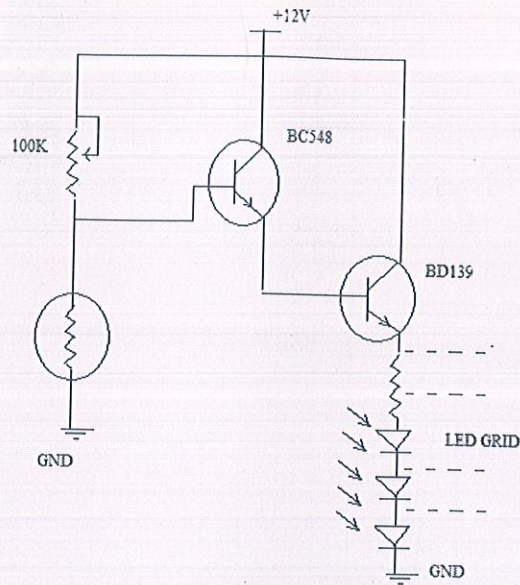 +12V
BC548
100K
BD139
LED GRID
GND
GND